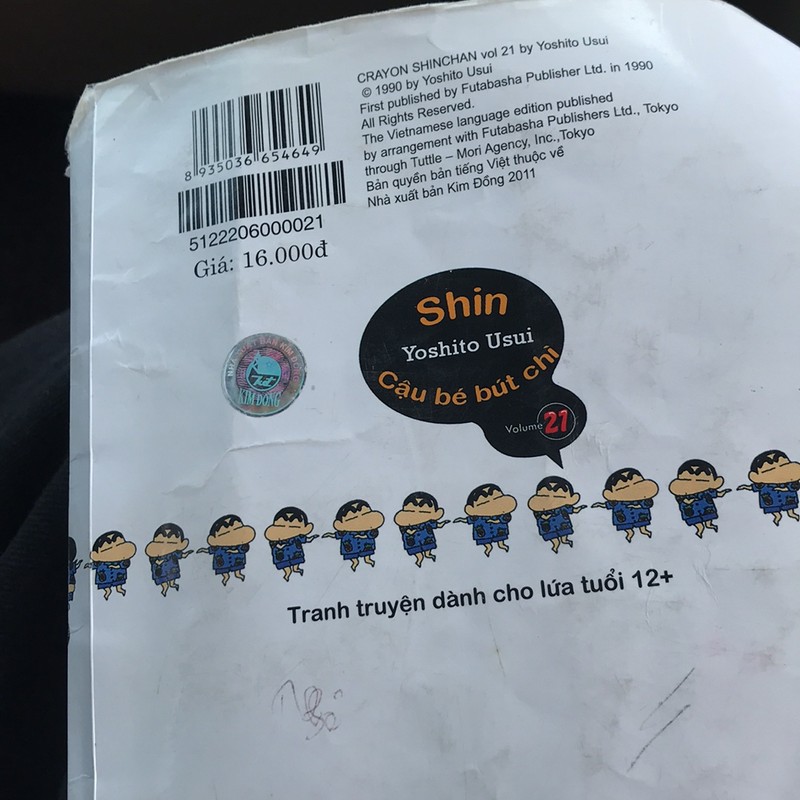 CRAYON SHINCHAN vol 21 by Yoshito Usui
© 1990 by Yoshito Usui
First published by Futabasha Publisher Ltd. in 1990
All Rights Reserved.
The Vietnamese language edition published
by arrangement with Futabasha Publishers Ltd., Tokyo
through Tuttle – Mori Agency, Inc.,Tokyo
Bản quyền bản tiếng Việt thuộc về
Nhà xuất bản Kim Đồng 2011
8 935036 654649
5122206000021
Giá: 16.000đ
Shin
Yoshito Usui
Cậu bé bút chì
Volume 21
KIM ĐỒNG
Tranh truyện dành cho lứa tuổi 12+